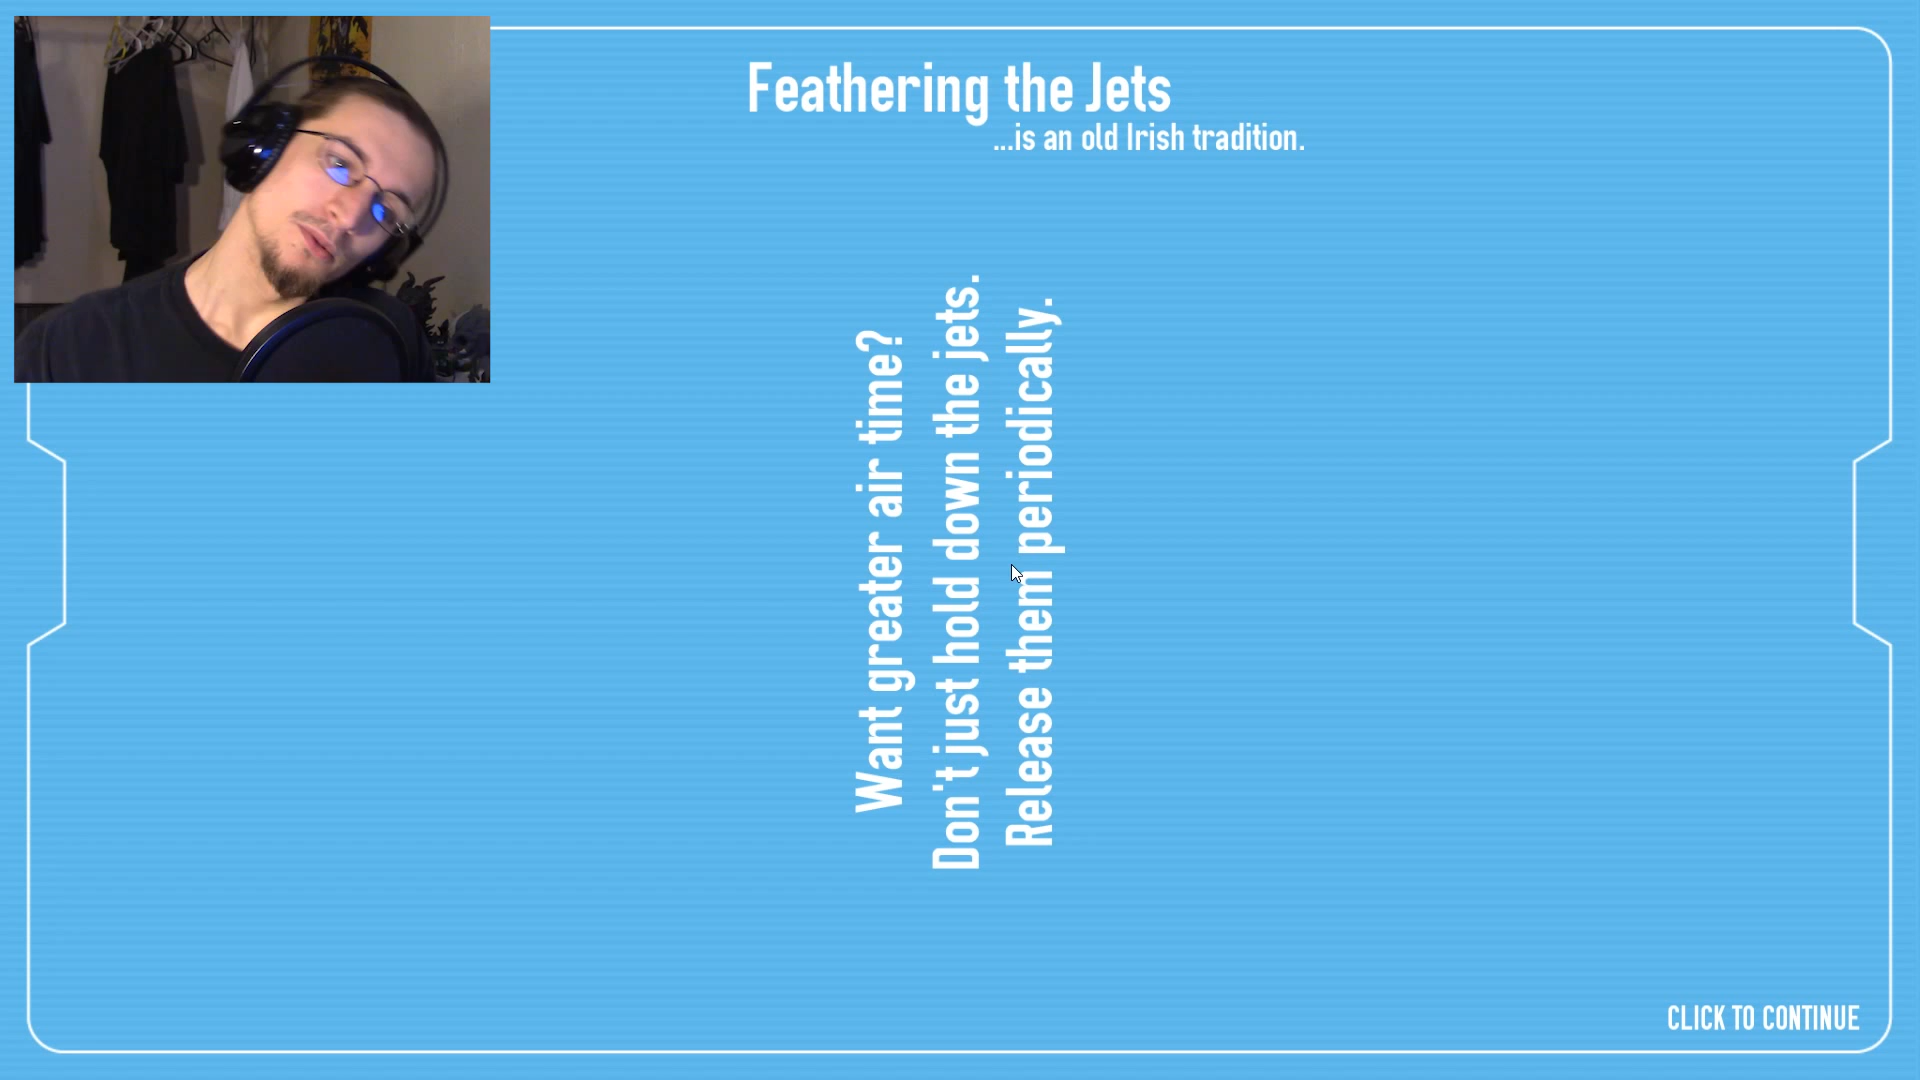 Feathering the Jets
...is an old Irish tradition.
Want greater air time?
Don't just hold down the jets.
Release them periodically.
CLICK TO CONTINUE